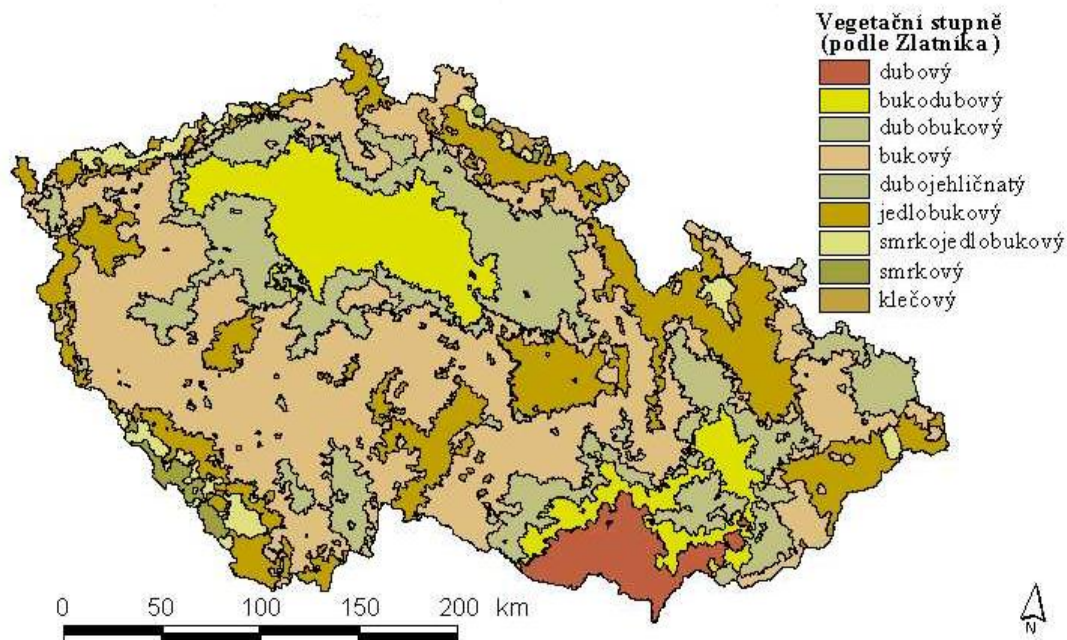 Vegetační stupně
(podle Zlatníka )
dubový
bukodubový
dubobukový
bukový
dubojehličnatý
jedlobukový
smrkojedlobukový
smrkový
klečový
0 50 100 150 200 km
N